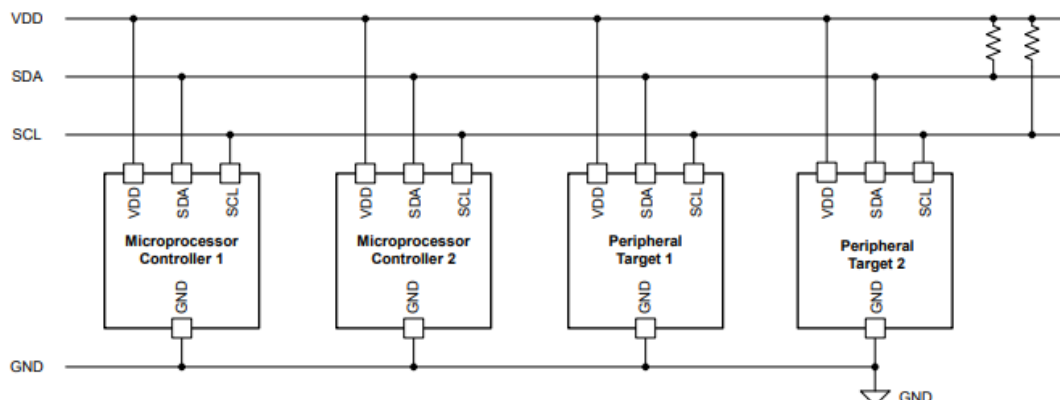 VDD
SDA
SCL
VDD SDA SCL
VDD SDA SCL
VDD SDA SCL
VDD SDA SCL
Microprocessor
Controller 1
Microprocessor
Controller 2
Peripheral
Target 1
Peripheral
Target 2
GND
GND
GND
GND
GND
GND